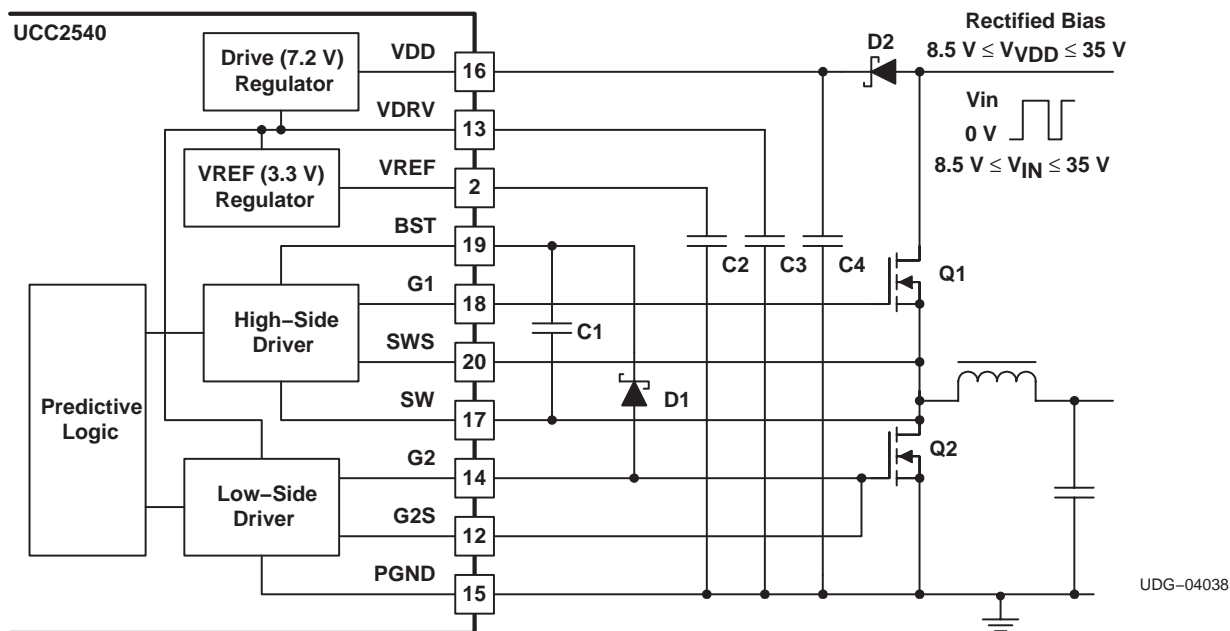 UCC2540
Drive (7.2 V)
Regulator
VREF (3.3 V)
Regulator
Predictive
Logic
High−Side
Driver
Low−Side
Driver
VDD
16
VDRV
13
VREF
2
BST
19
G1
18
SWS
20
SW
17
G2
14
G2S
12
PGND
15
C1
D1
C2
C3
C4
D2
Rectified Bias
8.5 V ≤ VVDD ≤ 35 V
Vin
0 V
8.5 V ≤ VIN ≤ 35 V
Q1
Q2
UDG−04038